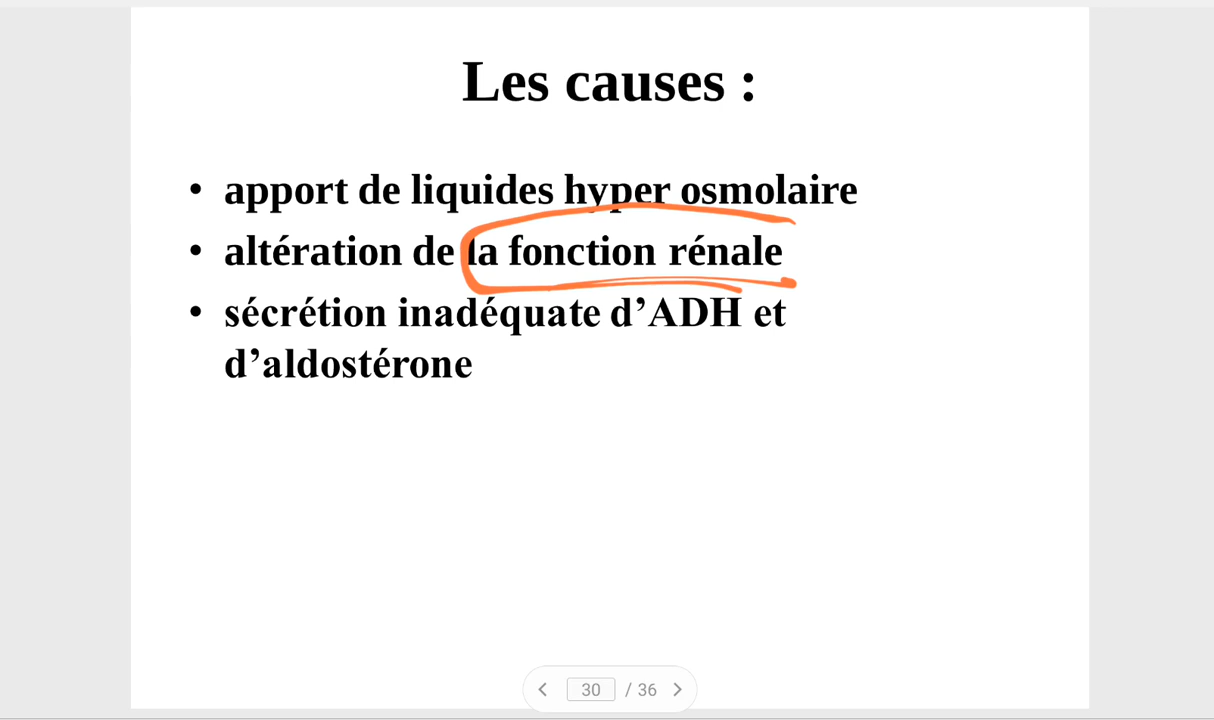 Les causes :
• apport de liquides hyper osmolaire
• altération de la fonction rénale
• sécrétion inadéquate d’ADH et
d’aldostérone
30 / 36